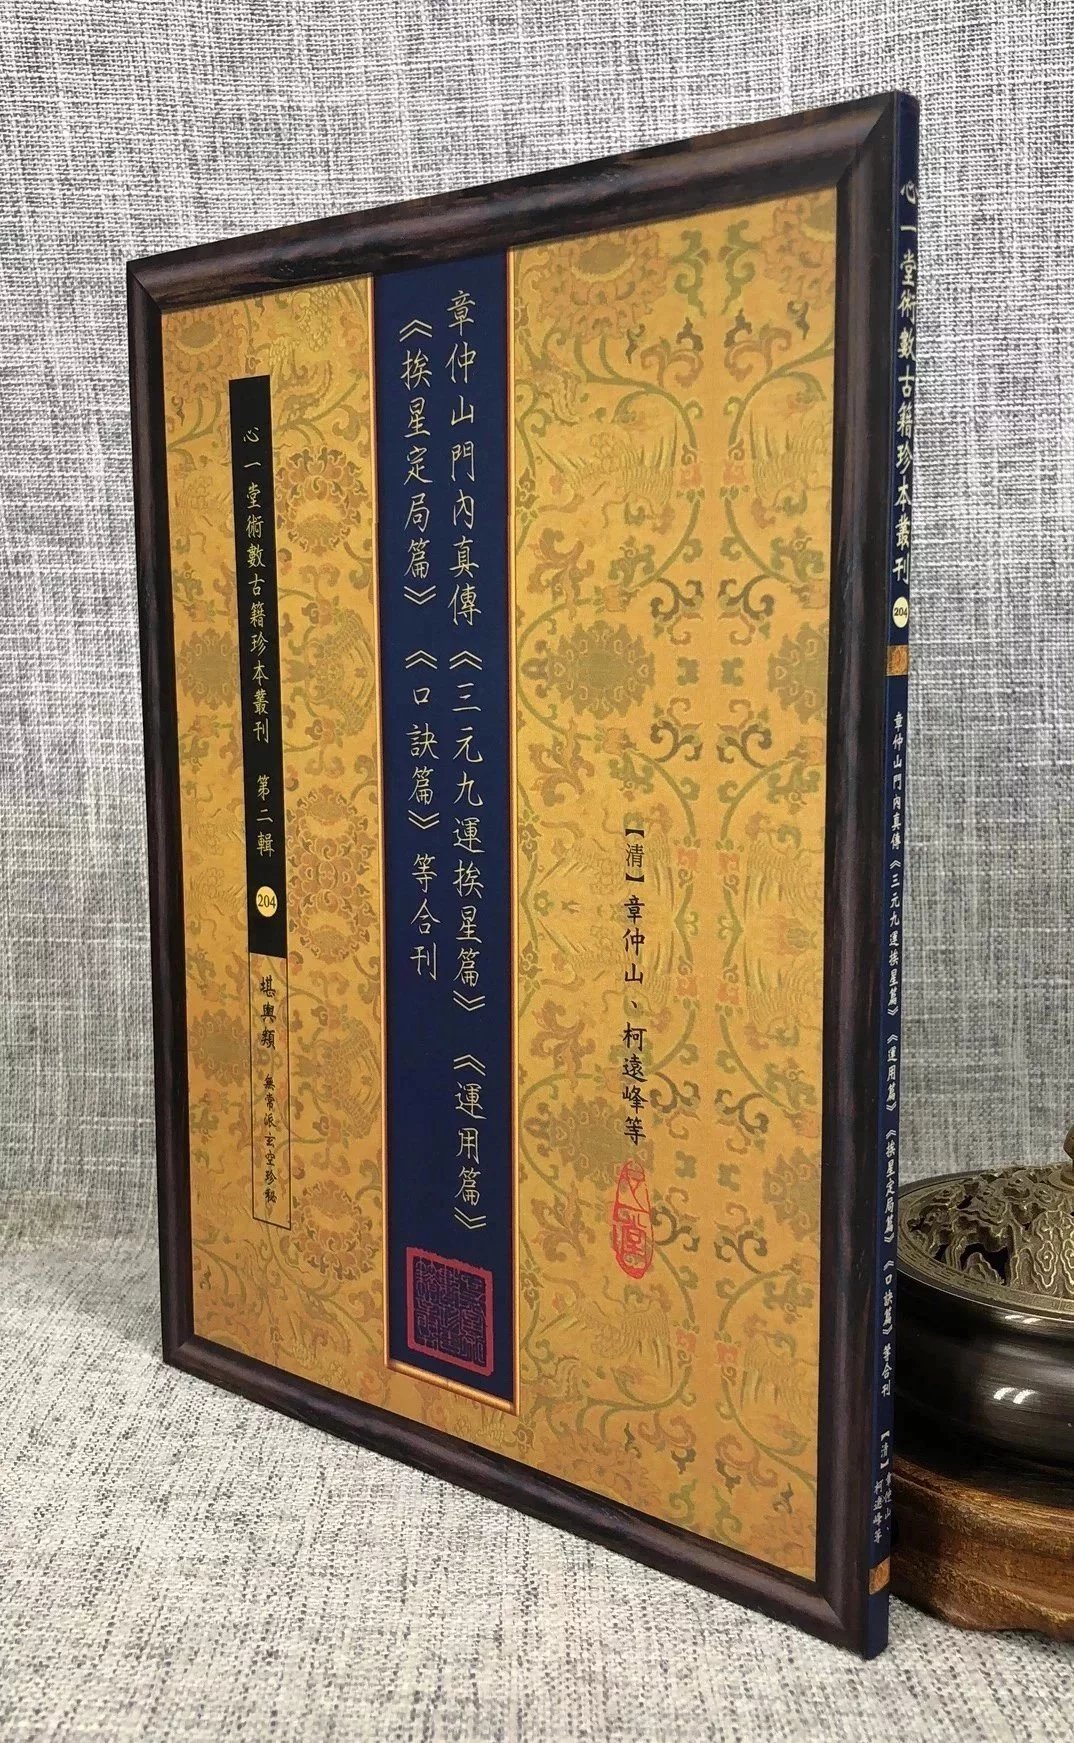 章仲山門內真傳《三元九運挨星篇》《運用篇》
《挨星定局篇》《口訣篇》等合刊
【清】章仲山、柯遠峰等
心一堂術數古籍珍本叢刊 第二輯 204
堪輿類 無常派玄空珍秘
心一堂術數古籍珍本叢刊 204
章仲山門內真傳《三元九運挨星篇》《運用篇》《挨星定局篇》《口訣篇》等合刊
【清】章仲山、
柯遠峰等